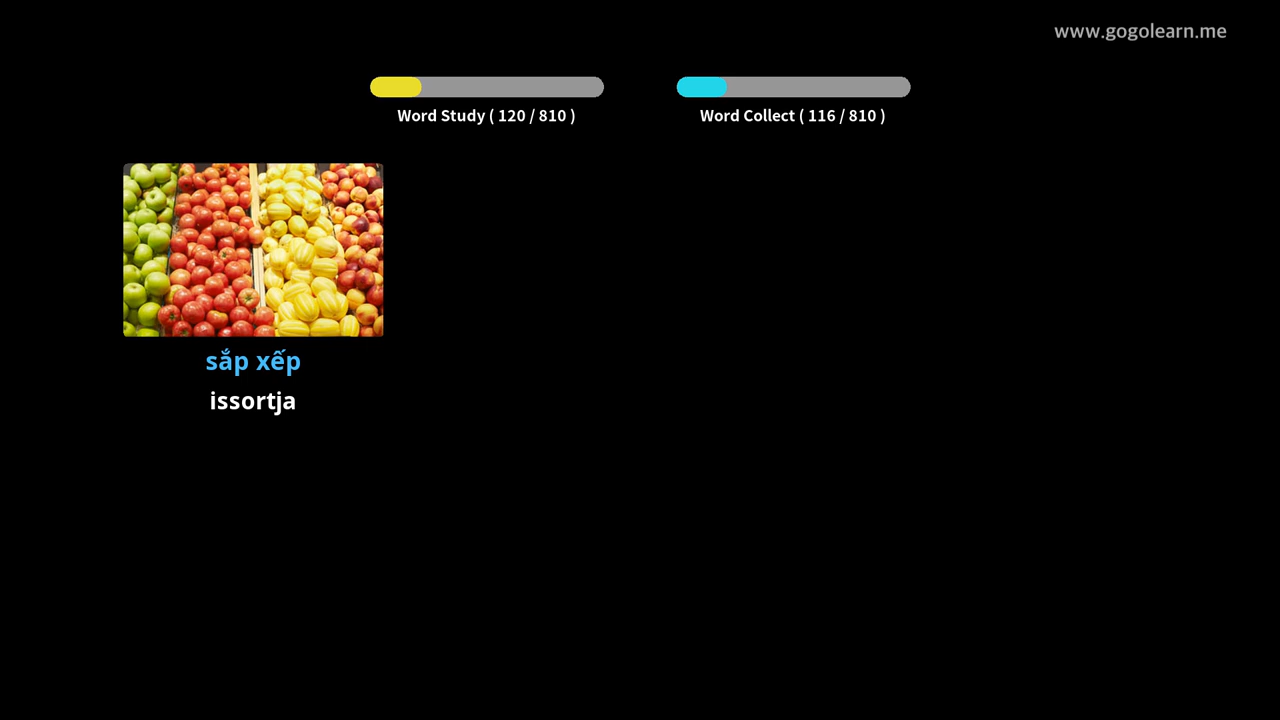 www.gogolearn.me
Word Study ( 120 / 810 )
Word Collect ( 116 / 810 )
sắp xếp
issortja